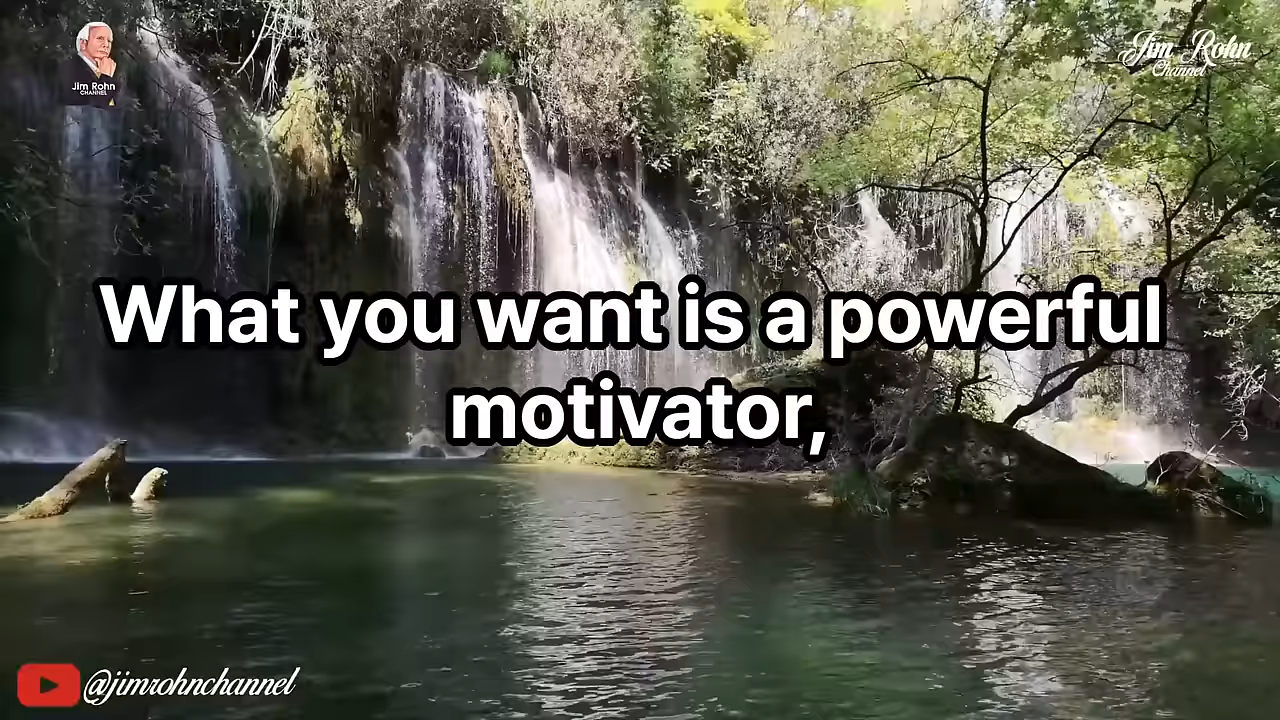 Jim Rohn
CHANNEL
Jim Rohn
Channel
What you want is a powerful
motivator,
@jimrohnchannel